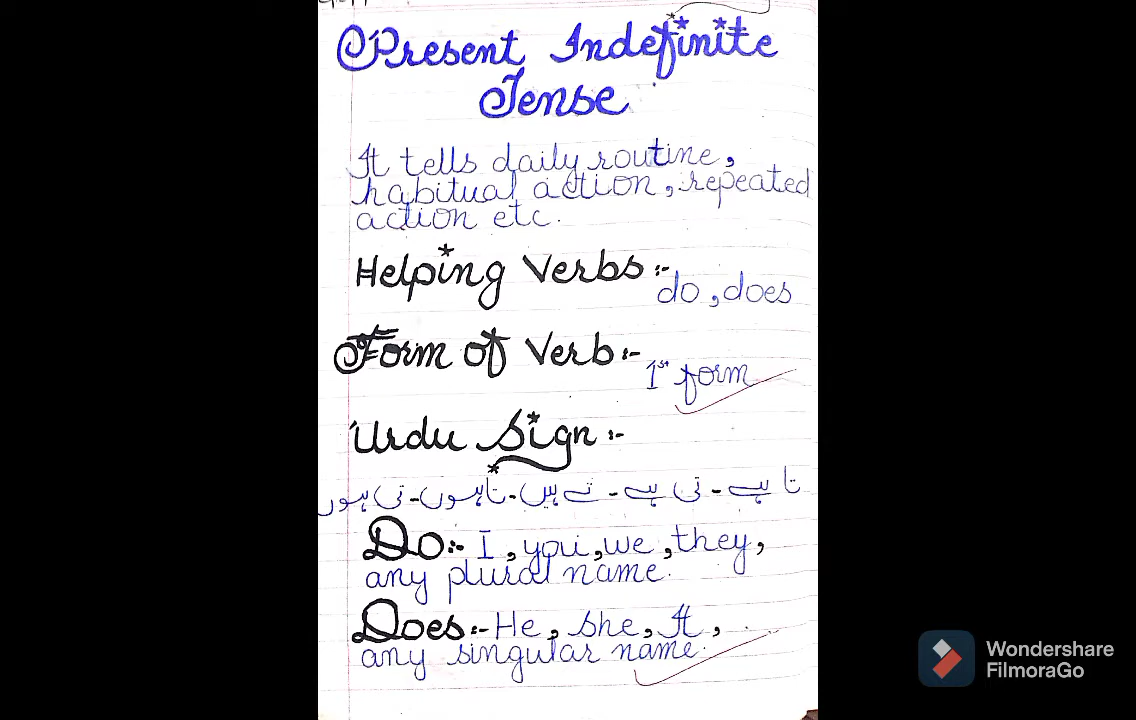 Present Indefinite
Tense
It tells daily routine,
habitual action, repeated
action etc.
Helping Verbs :-
do, does
Form of Verb :-
1st form
Urdu Sign :-
تا ہے - تی ہے - تے ہیں - تا ہوں - تی ہوں
Do :- I, you, we, they,
any plural name.
Does :- He, she, It,
any singular name.
Wondershare
FilmoraGo